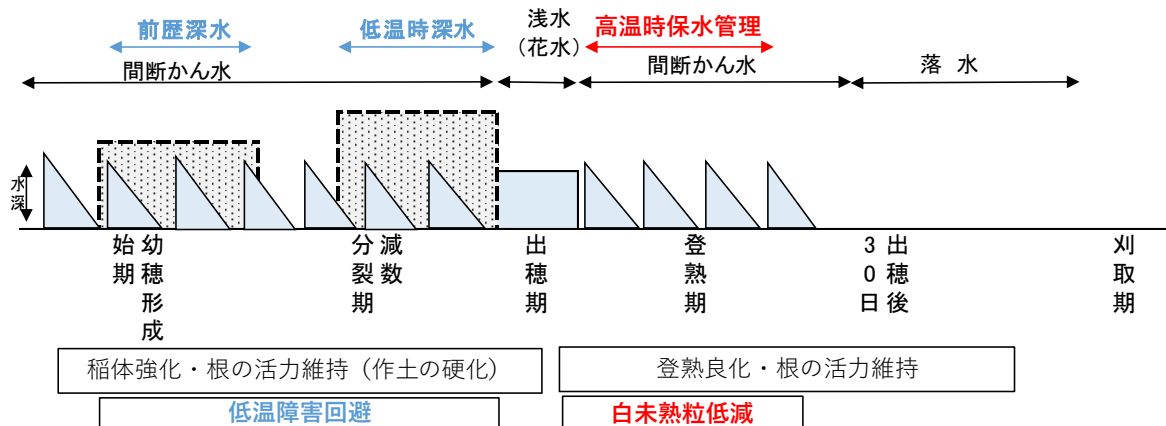 前歴深水
低温時深水
浅水
（花水）
高温時保水管理
間断かん水
間断かん水
落 水
水深
幼穂形成
始期
減数
分裂期
出穂期
登熟期
出穂後
30日
刈取期
稲体強化・根の活力維持（作土の硬化）
登熟良化・根の活力維持
低温障害回避
白未熟粒低減